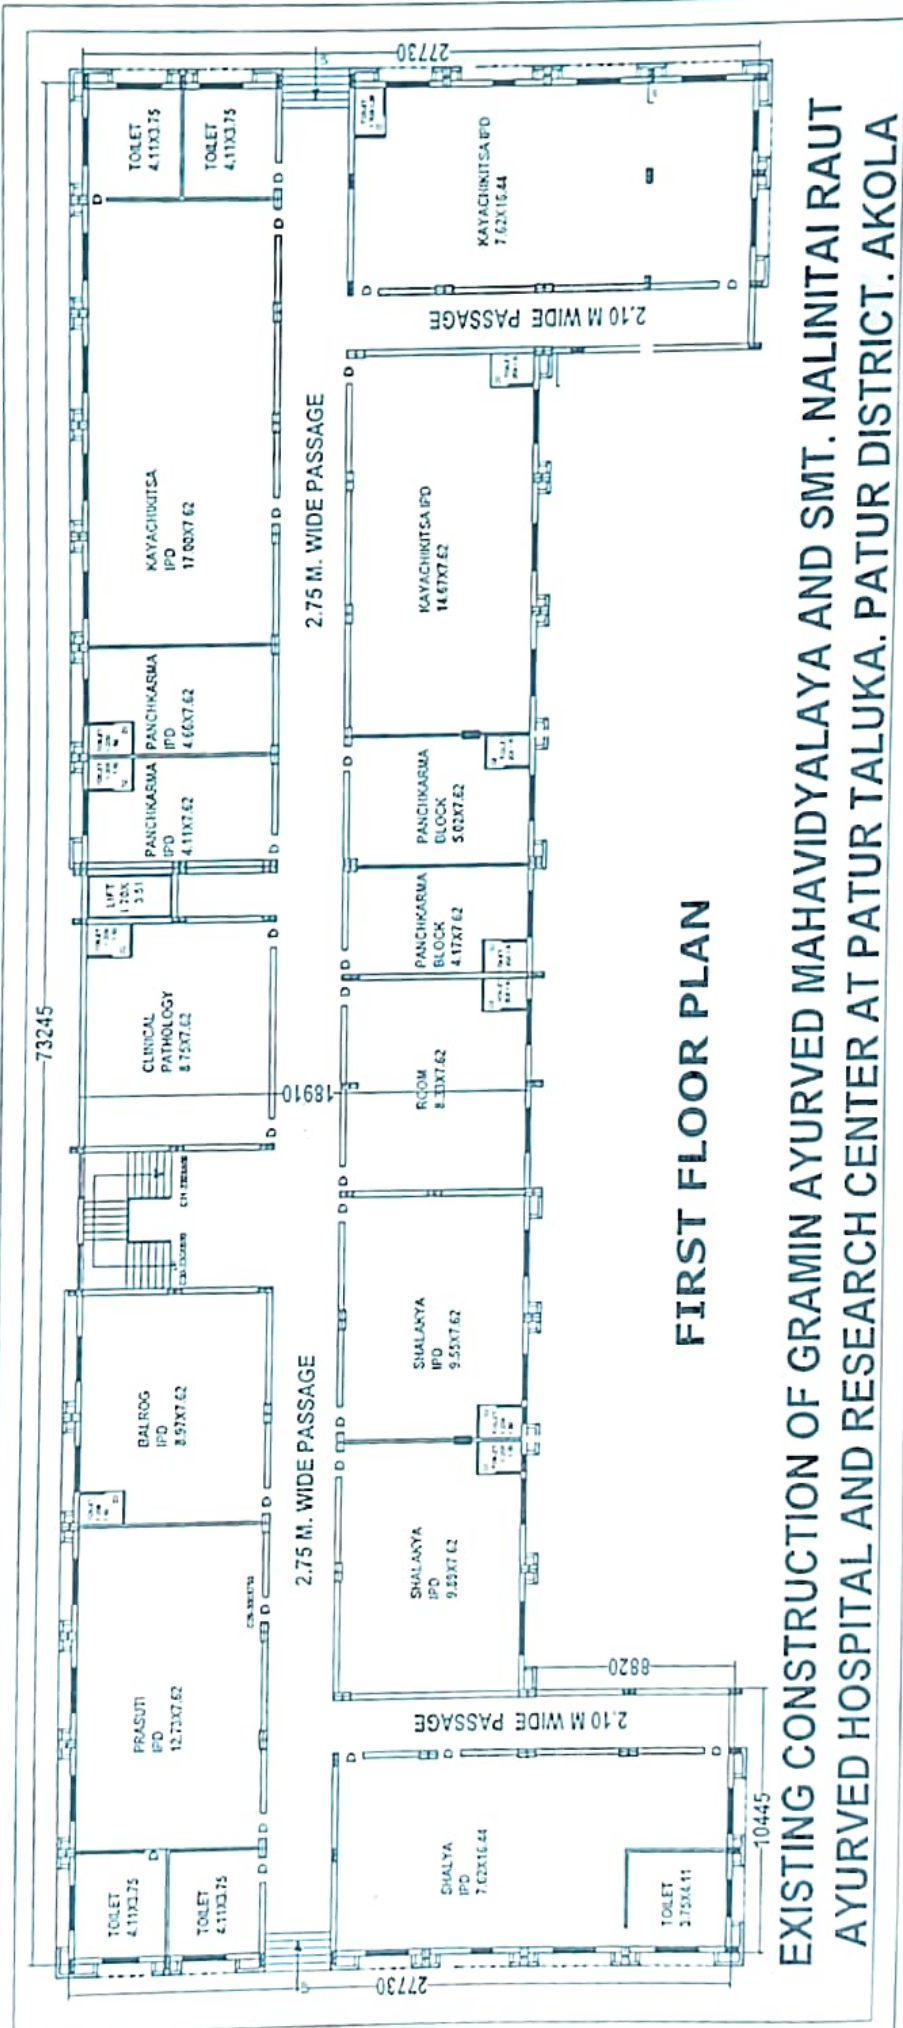 73245
27730
TOILET
4.11X3.75
TOILET
4.11X3.75
PRASUTI
IPD
12.73X7.62
BALROG
IPD
8.97X7.62
CLINICAL
PATHOLOGY
8.75X7.62
LIFT
1.70X
3.51
PANCHKARMA
IPD
4.11X7.62
PANCHKARMA
IPD
4.66X7.62
KAYACHIKITSA
IPD
17.00X7.62
TOILET
4.11X3.75
TOILET
4.11X3.75
27730
UP
2.75 M. WIDE PASSAGE
18910
2.75 M. WIDE PASSAGE
SHALYA
IPD
7.62X16.44
TOILET
3.75X4.11
2.10 M WIDE PASSAGE
8820
10445
SHALAKYA
IPD
9.89X7.62
SHALAKYA
IPD
9.55X7.62
ROOM
8.33X7.62
PANCHKARMA
BLOCK
4.17X7.62
PANCHKARMA
BLOCK
5.02X7.62
KAYACHIKITSA IPD
14.67X7.62
2.10 M WIDE PASSAGE
KAYACHIKITSA IPD
7.62X16.44
FIRST FLOOR PLAN
EXISTING CONSTRUCTION OF GRAMIN AYURVED MAHAVIDYALAYA AND SMT. NALINITAI RAUT
AYURVED HOSPITAL AND RESEARCH CENTER AT PATUR TALUKA. PATUR DISTRICT. AKOLA